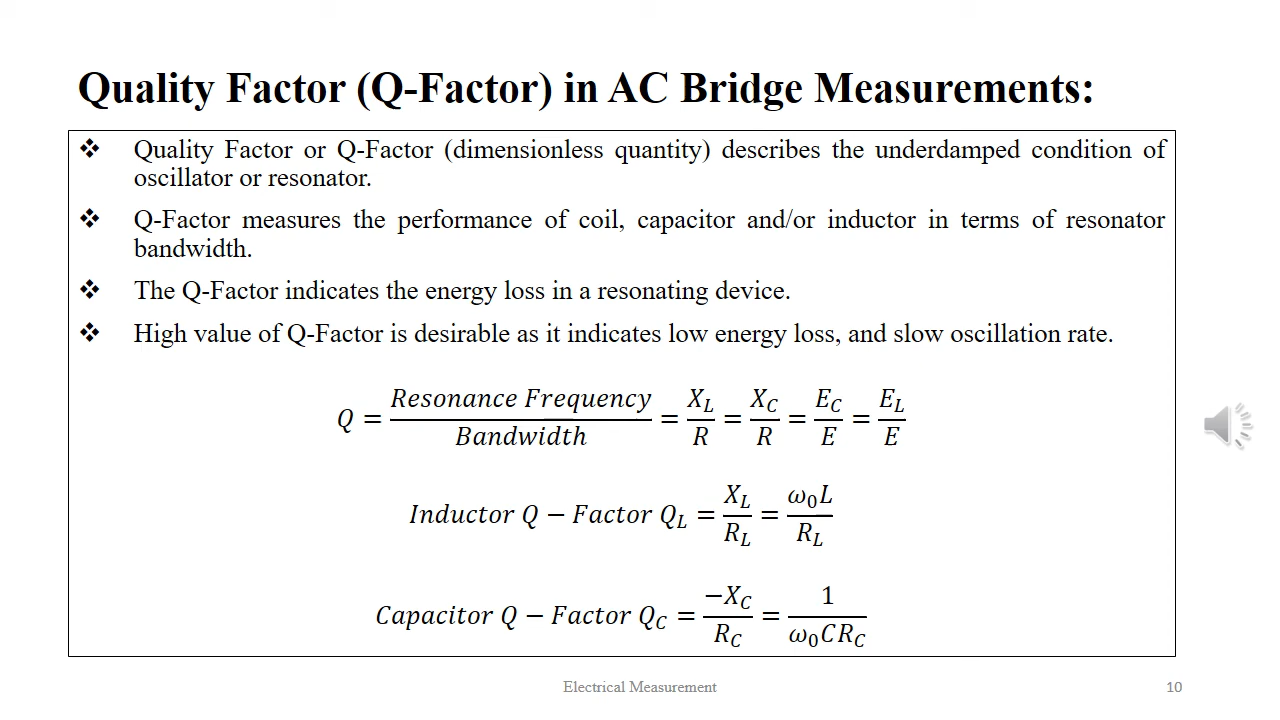 Quality Factor (Q-Factor) in AC Bridge Measurements:
❖ Quality Factor or Q-Factor (dimensionless quantity) describes the underdamped condition of
oscillator or resonator.
❖ Q-Factor measures the performance of coil, capacitor and/or inductor in terms of resonator
bandwidth.
❖ The Q-Factor indicates the energy loss in a resonating device.
❖ High value of Q-Factor is desirable as it indicates low energy loss, and slow oscillation rate.
Q = Resonance Frequency / Bandwidth = X_L / R = X_C / R = E_C / E = E_L / E
Inductor Q − Factor Q_L = X_L / R_L = ω₀L / R_L
Capacitor Q − Factor Q_C = −X_C / R_C = 1 / ω₀CR_C
Electrical Measurement
10